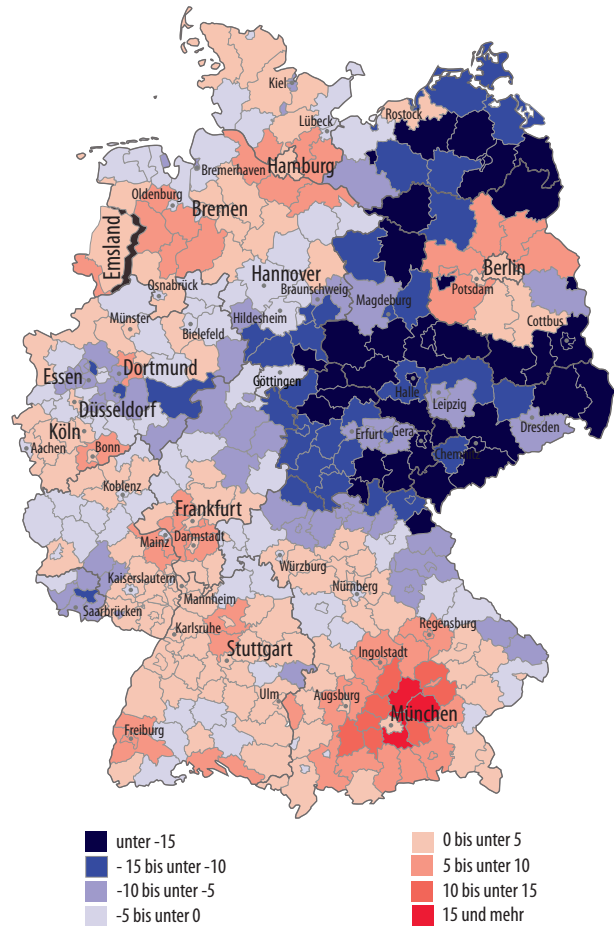 Kiel
Rostock
Lübeck
Bremerhaven
Hamburg
Oldenburg
Bremen
Emsland
Hannover
Berlin
Osnabrück
Braunschweig
Potsdam
Magdeburg
Münster
Hildesheim
Cottbus
Bielefeld
Dortmund
Essen
Göttingen
Halle
Düsseldorf
Leipzig
Köln
Dresden
Erfurt
Gera
Aachen
Bonn
Chemnitz
Koblenz
Frankfurt
Mainz
Darmstadt
Würzburg
Kaiserslautern
Nürnberg
Mannheim
Saarbrücken
Karlsruhe
Regensburg
Stuttgart
Ingolstadt
Ulm
Augsburg
München
Freiburg
unter -15
- 15 bis unter -10
-10 bis unter -5
-5 bis unter 0
0 bis unter 5
5 bis unter 10
10 bis unter 15
15 und mehr